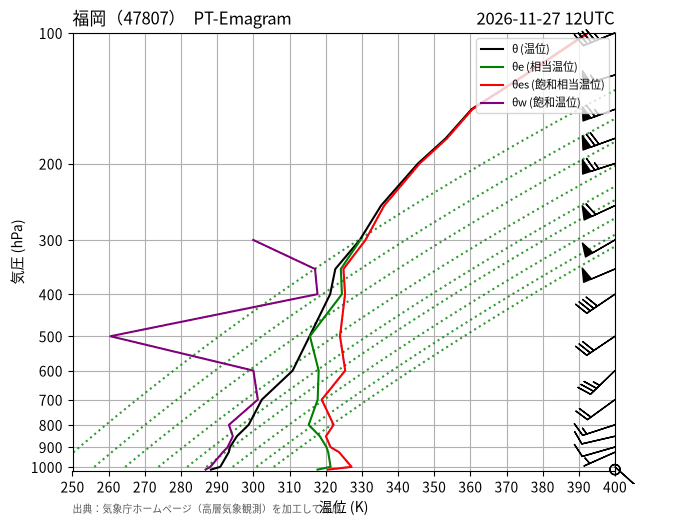 福岡（47807） PT-Emagram
2026-11-27 12UTC
θ (温位)
θe (相当温位)
θes (飽和相当温位)
θw (飽和温位)
気圧 (hPa)
100
200
300
400
500
600
700
800
900
1000
250 260 270 280 290 300 310 320 330 340 350 360 370 380 390 400
温位 (K)
出典：気象庁ホームページ（高層気象観測）を加工して